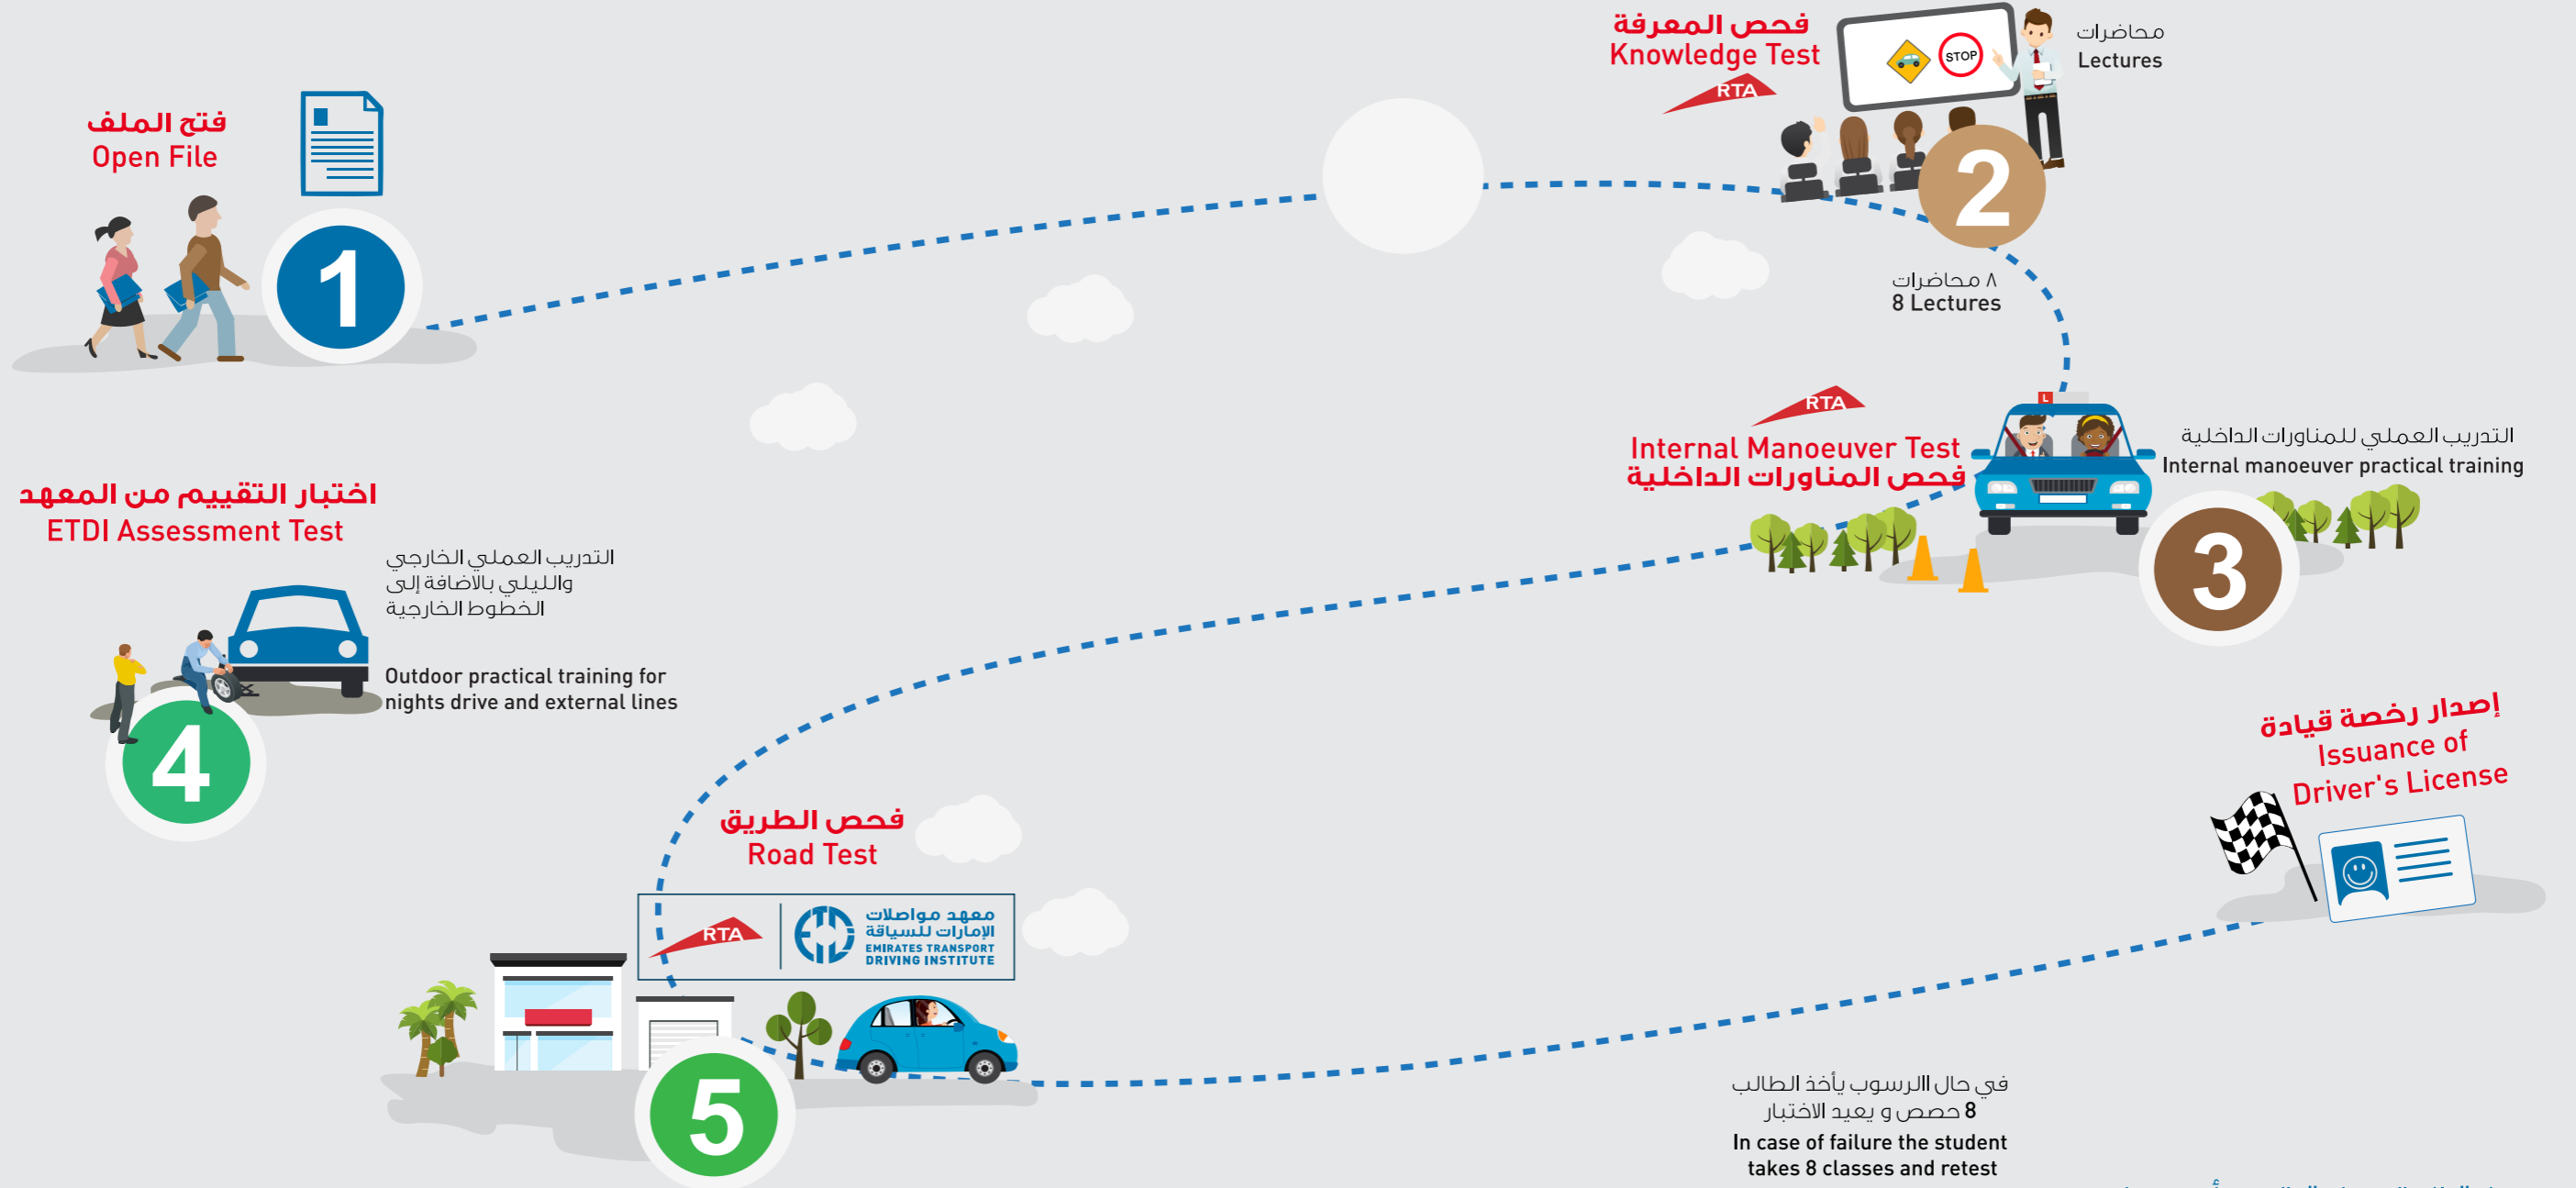 فتح الملف
Open File
1
فحص المعرفة
Knowledge Test
RTA
STOP
محاضرات
Lectures
2
٨ محاضرات
8 Lectures
RTA
Internal Manoeuver Test
فحص المناورات الداخلية
L
التدريب العملي للمناورات الداخلية
Internal manoeuver practical training
3
اختبار التقييم من المعهد
ETDI Assessment Test
التدريب العملي الخارجي
والليلي بالاضافة إلى
الخطوط الخارجية
Outdoor practical training for
nights drive and external lines
4
فحص الطريق
Road Test
RTA
معهد مواصلات
الإمارات للسياقة
EMIRATES TRANSPORT
DRIVING INSTITUTE
5
إصدار رخصة قيادة
Issuance of
Driver's License
في حال االرسوب يأخذ الطالب
8 حصص و يعيد الاختبار
In case of failure the student
takes 8 classes and retest